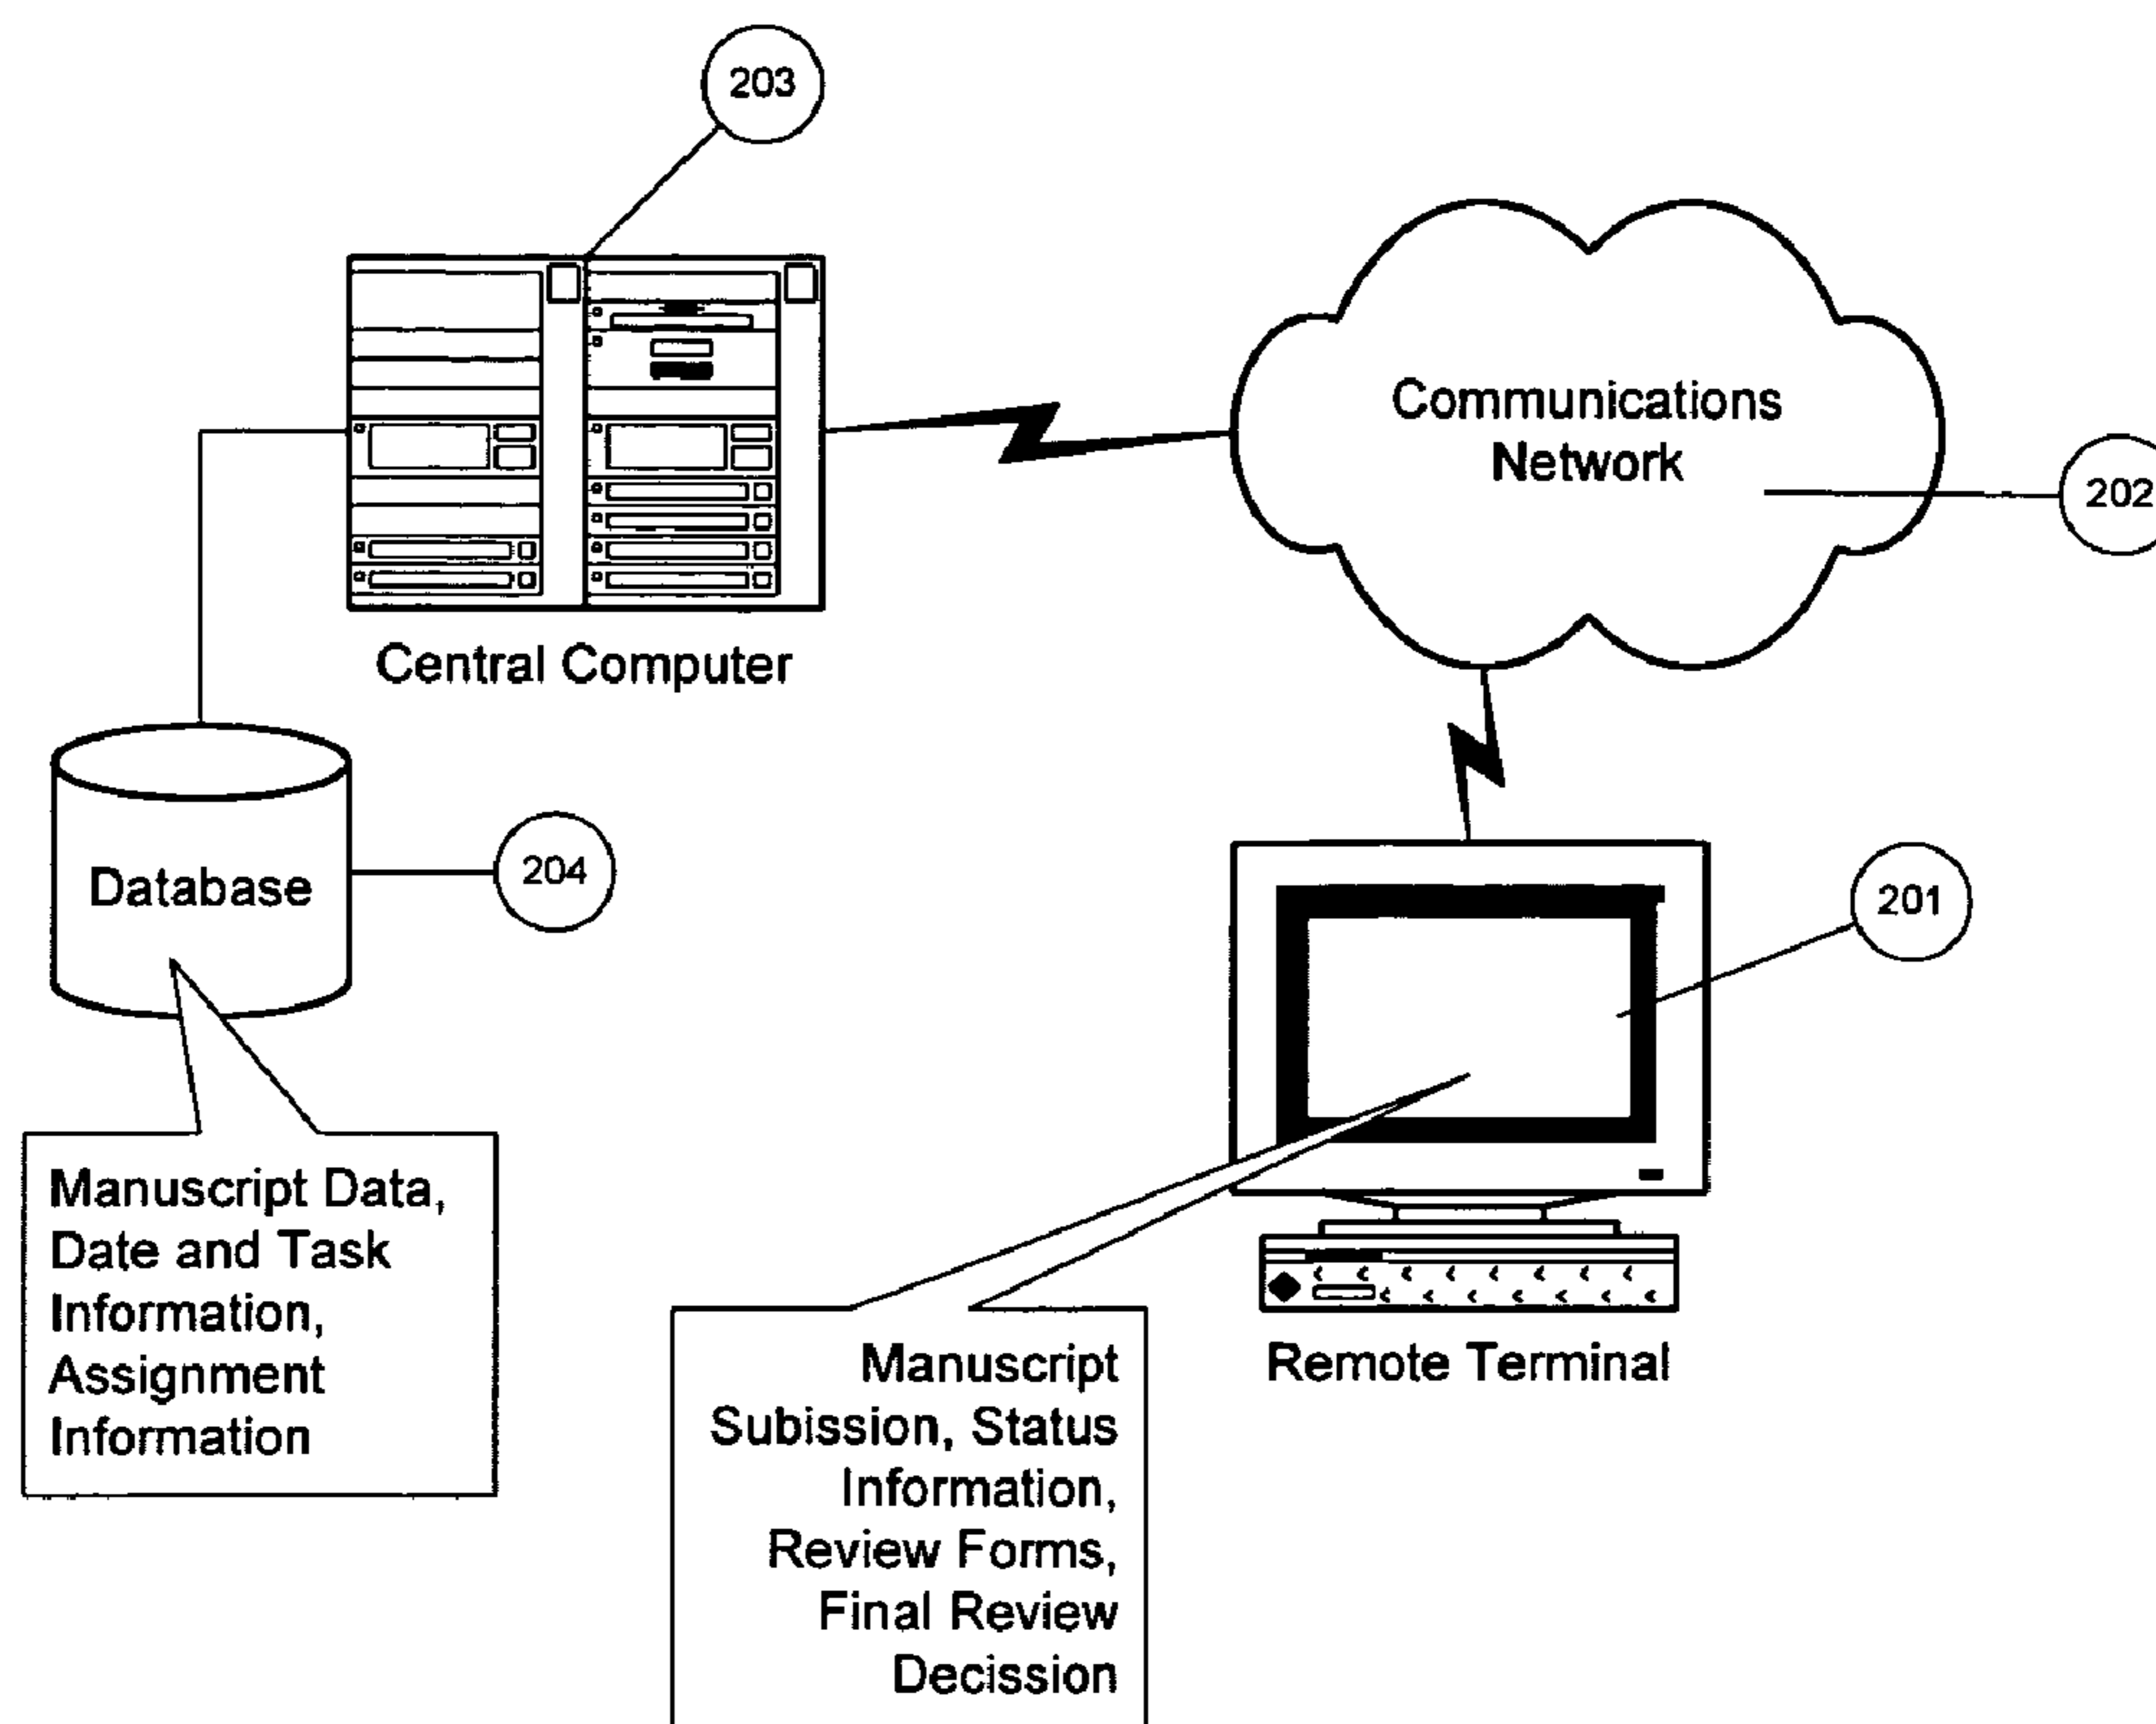 203
Communications
Network
202
Central Computer
Database
204
201
Manuscript Data,
Date and Task
Information,
Assignment
Information
Remote Terminal
Manuscript
Subission, Status
Information,
Review Forms,
Final Review
Decission